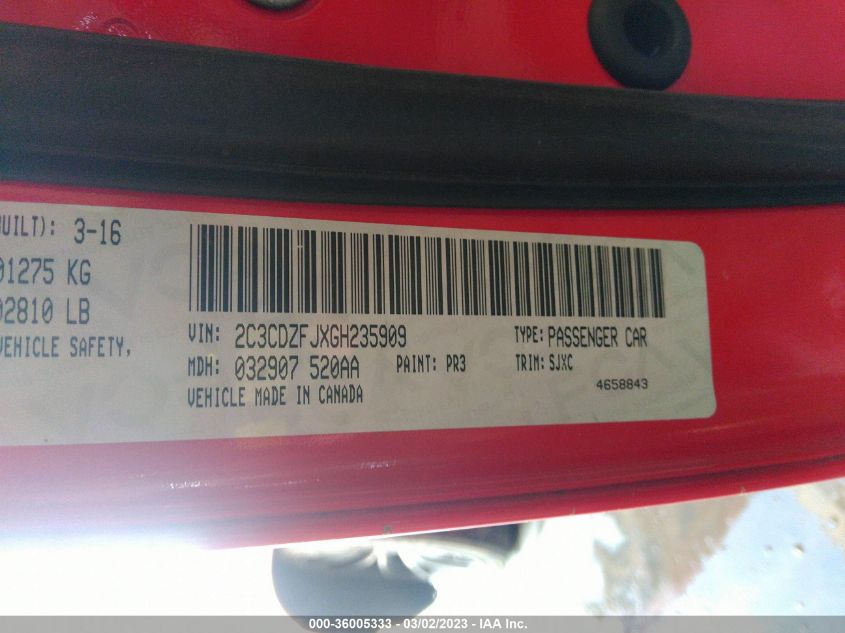 BUILT): 3-16
01275 KG
02810 LB
VEHICLE SAFETY,
VIN: 2C3CDZFJXGH235909 TYPE: PASSENGER CAR
MDH: 032907 520AA PAINT: PR3 TRIM: SJXC
VEHICLE MADE IN CANADA 4658843
000-36005333 - 03/02/2023 - IAA Inc.